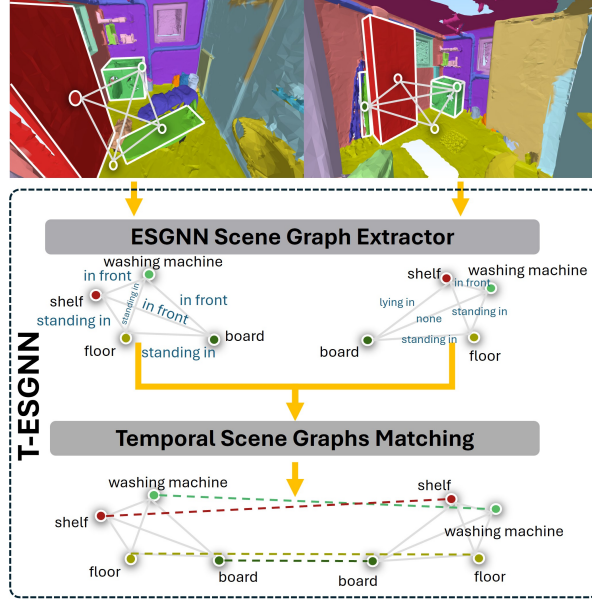 ESGNN Scene Graph Extractor
washing machine
in front
shelf
standing in
in front
in front
standing in
floor
standing in
board
shelf
in front
washing machine
lying in
none
standing in
standing in
board
floor
T-ESGNN
Temporal Scene Graphs Matching
washing machine
shelf
floor
board
shelf
washing machine
board
floor